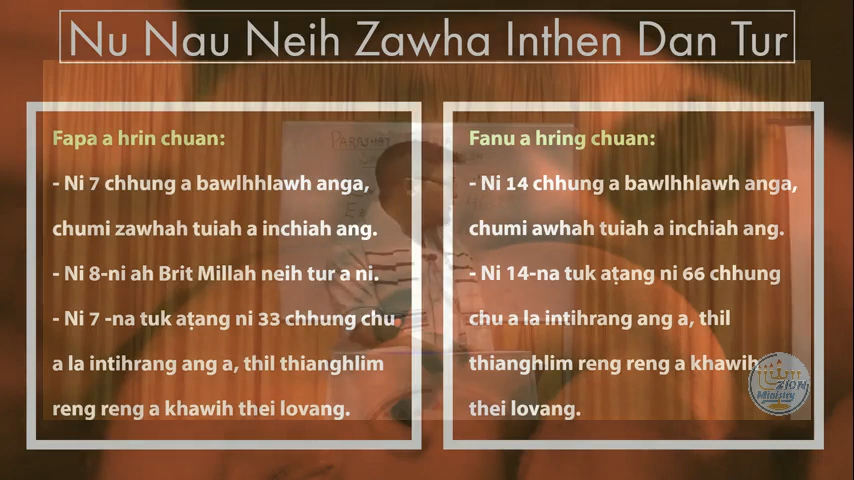 Nu Nau Neih Zawha Inthen Dan Tur
Fapa a hrin chuan:
- Ni 7 chhung a bawlhhlawh anga,
chumi zawhah tuiah a inchiah ang.
- Ni 8-ni ah Brit Millah neih tur a ni.
- Ni 7 -na tuk aṭang ni 33 chhung chu
a la intihrang ang a, thil thianghlim
reng reng a khawih thei lovang.
Fanu a hring chuan:
- Ni 14 chhung a bawlhhlawh anga,
chumi awhah tuiah a inchiah ang.
- Ni 14-na tuk aṭang ni 66 chhung
chu a la intihrang ang a, thil
thianghlim reng reng a khawih
thei lovang.
ZION
Ministry